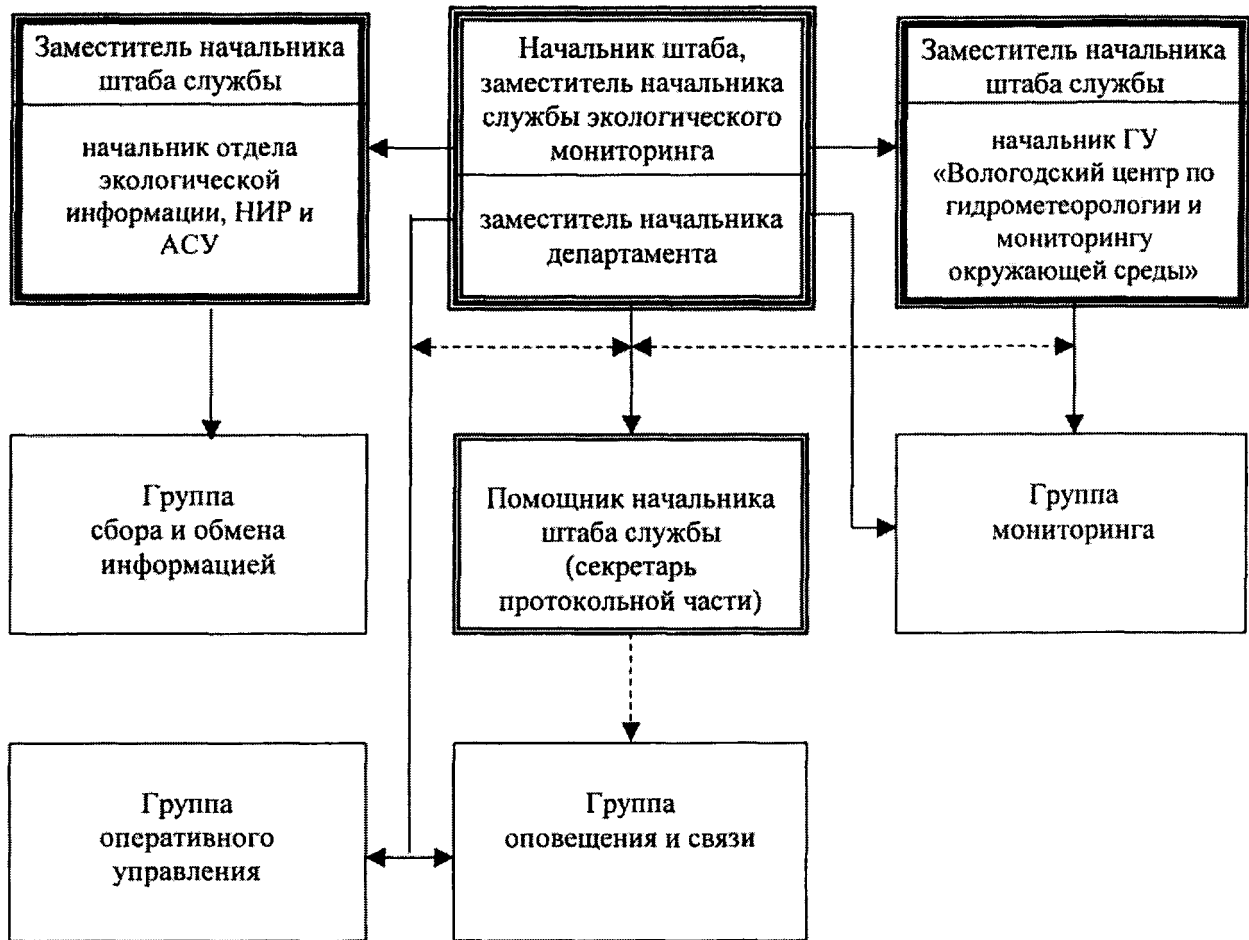 Заместитель начальника
штаба службы
начальник отдела
экологической
информации, НИР и
АСУ
Начальник штаба,
заместитель начальника
службы экологического
мониторинга
заместитель начальника
департамента
Заместитель начальника
штаба службы
начальник ГУ
«Вологодский центр по
гидрометеорологии и
мониторингу
окружающей среды»
Группа
сбора и обмена
информацией
Помощник начальника
штаба службы
(секретарь
протокольной части)
Группа
мониторинга
Группа
оперативного
управления
Группа
оповещения и связи